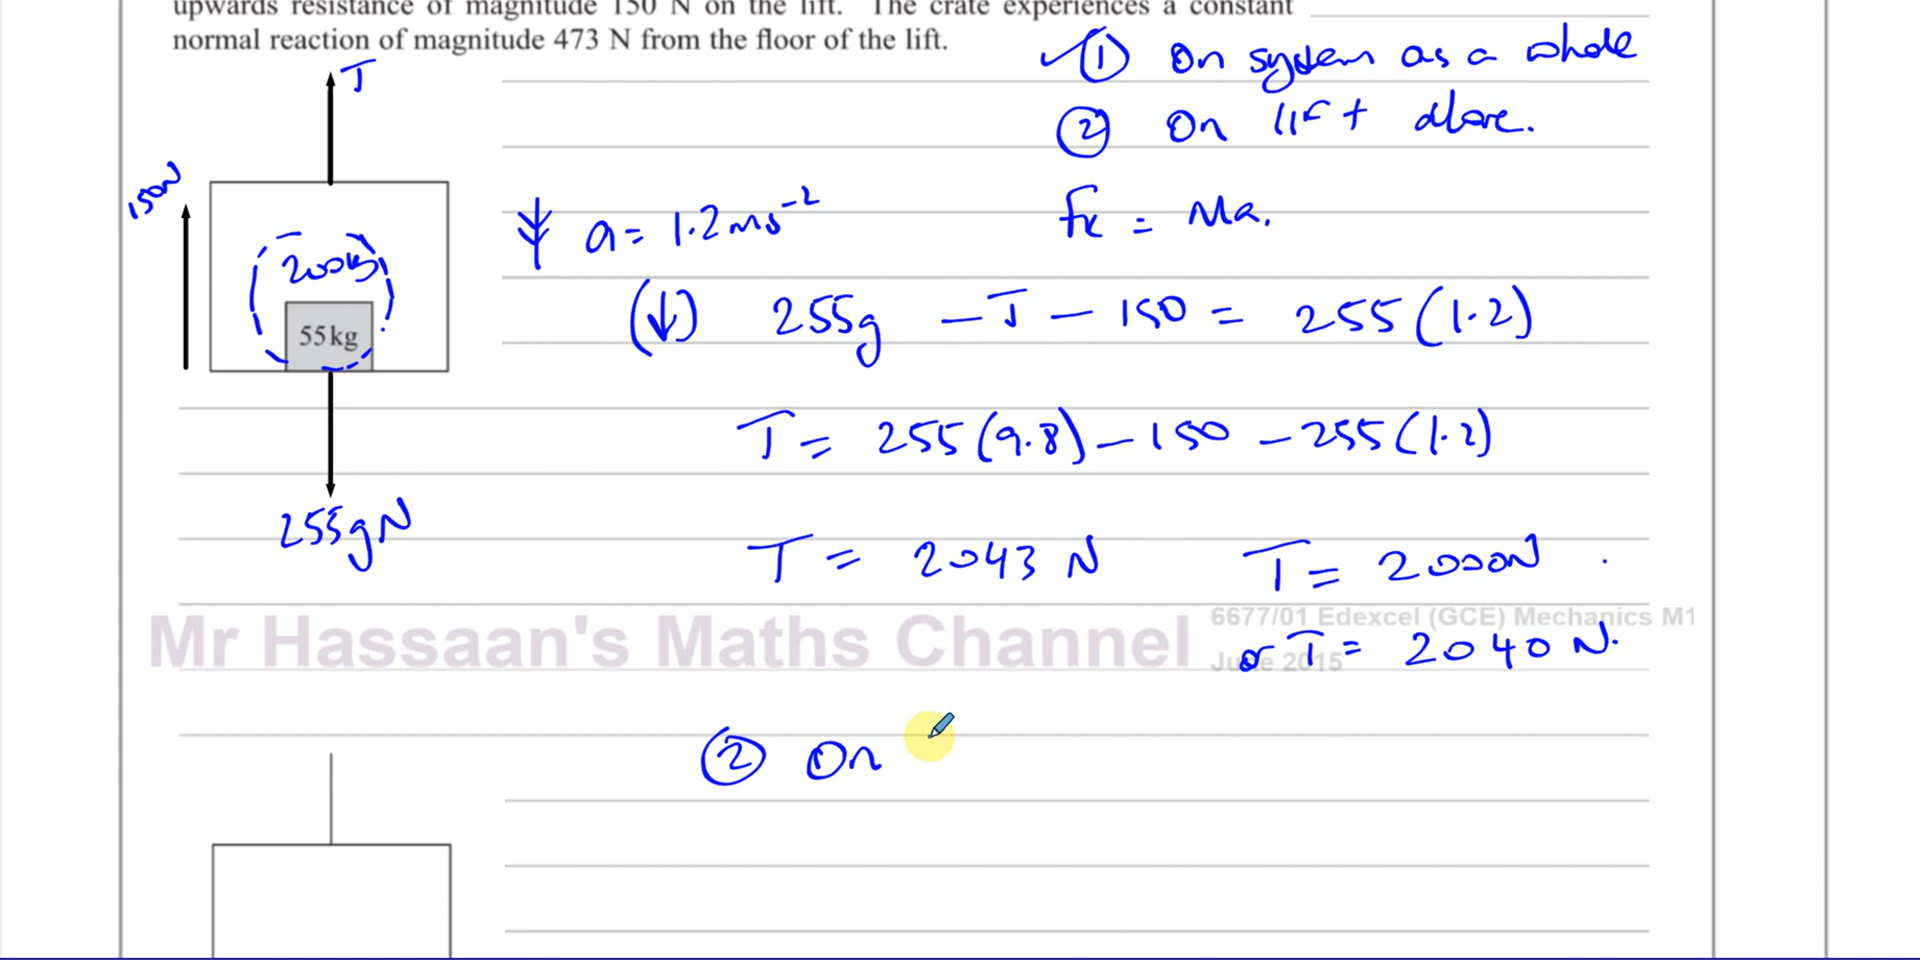 upwards resistance of magnitude 150 N on the lift. The crate experiences a constant
normal reaction of magnitude 473 N from the floor of the lift.
① On system as a whole
② On lift alone.
T
150N
200kg
55kg
255gN
a = 1.2ms⁻²
= Ma.
(↓) 255g - T - 150 = 255(1.2)
T = 255(9.8) - 150 - 255(1.2)
T = 2043 N T = 2000N.
or T = 2040 N.
Mr Hassaan's Maths Channel
6677/01 Edexcel (GCE) Mechanics M1
June 2015
② On